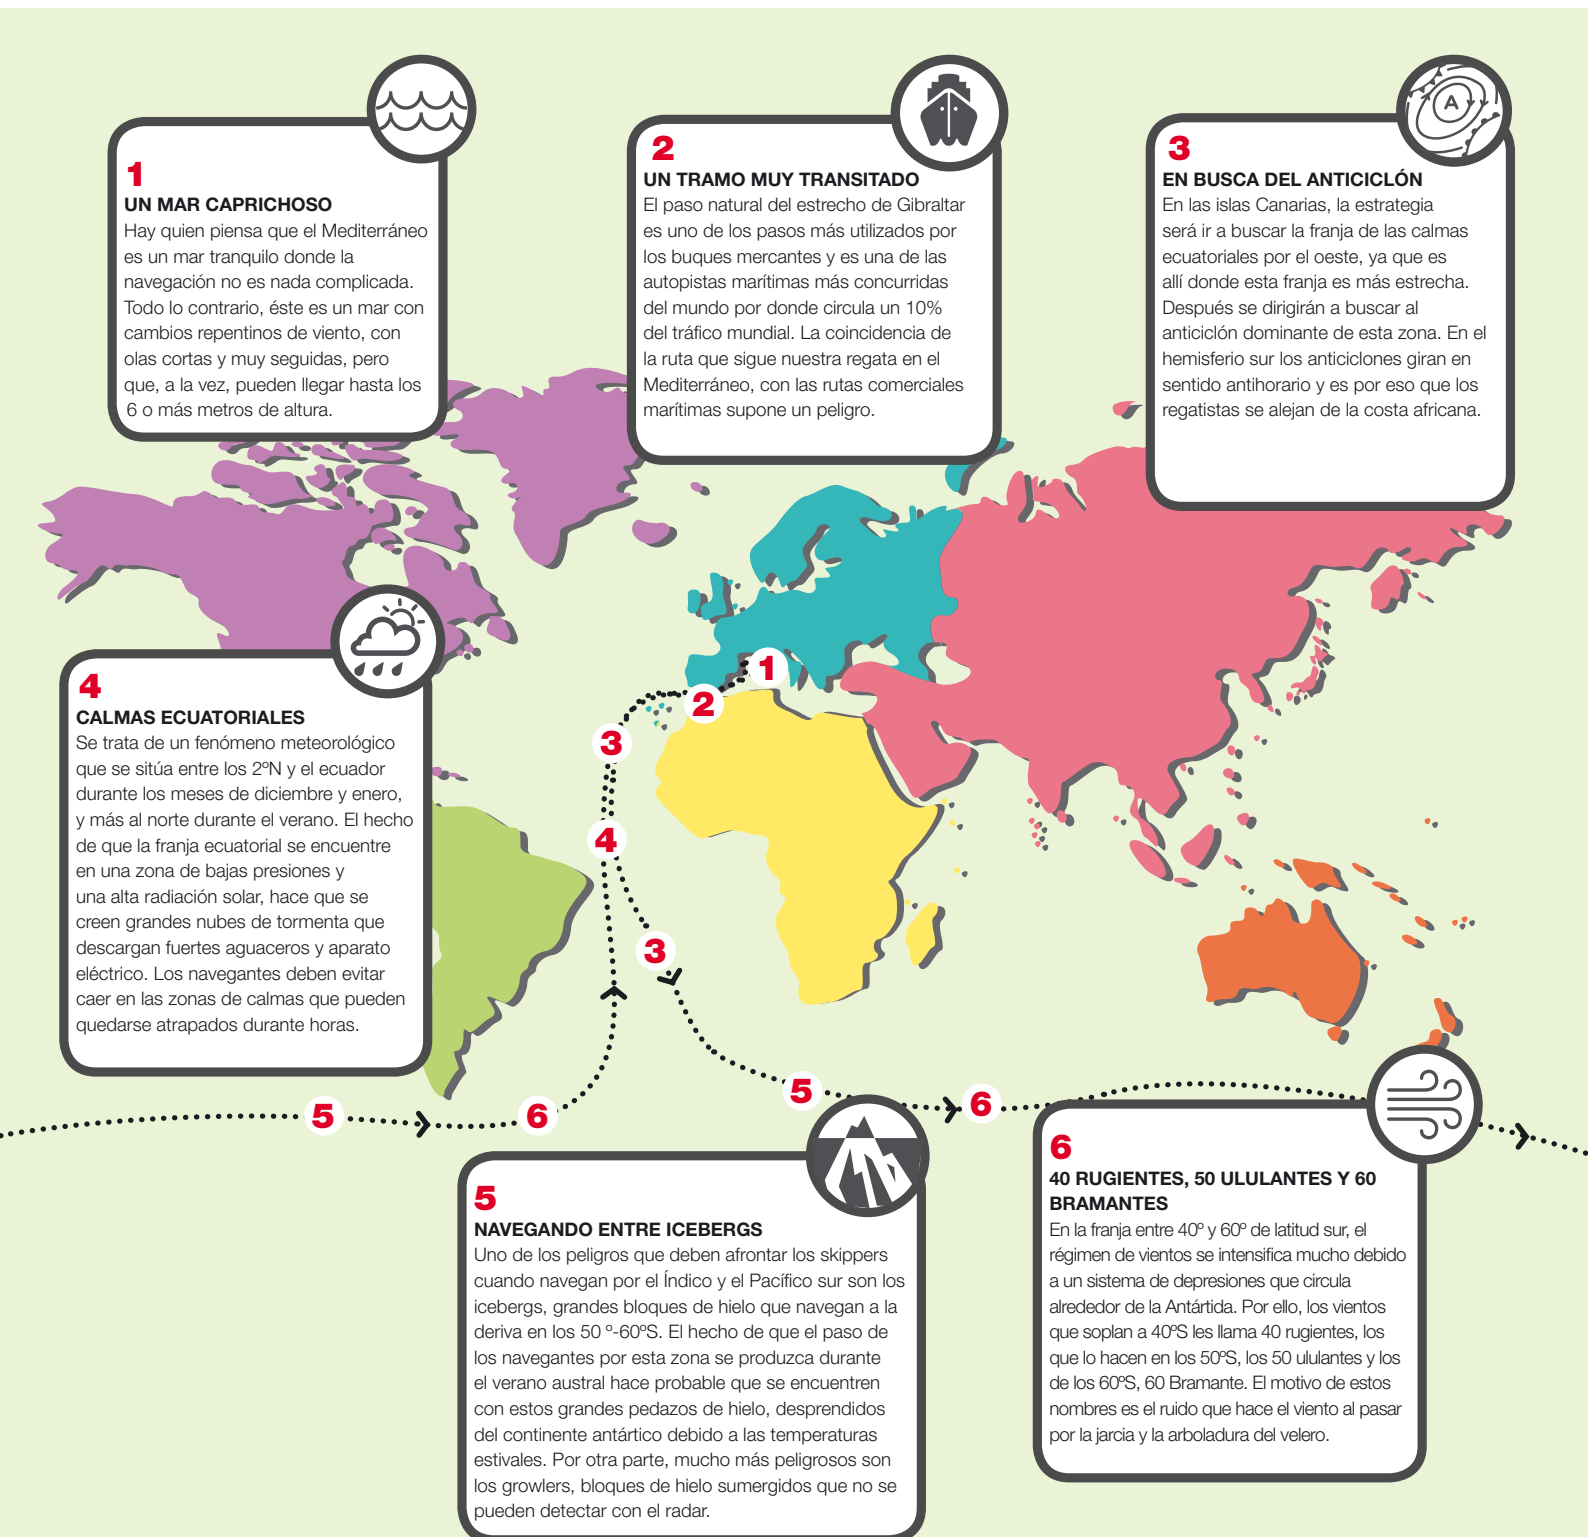 1
UN MAR CAPRICHOSO
Hay quien piensa que el Mediterráneo
es un mar tranquilo donde la
navegación no es nada complicada.
Todo lo contrario, éste es un mar con
cambios repentinos de viento, con
olas cortas y muy seguidas, pero
que, a la vez, pueden llegar hasta los
6 o más metros de altura.
2
UN TRAMO MUY TRANSITADO
El paso natural del estrecho de Gibraltar
es uno de los pasos más utilizados por
los buques mercantes y es una de las
autopistas marítimas más concurridas
del mundo por donde circula un 10%
del tráfico mundial. La coincidencia de
la ruta que sigue nuestra regata en el
Mediterráneo, con las rutas comerciales
marítimas supone un peligro.
A
3
EN BUSCA DEL ANTICICLÓN
En las islas Canarias, la estrategia
será ir a buscar la franja de las calmas
ecuatoriales por el oeste, ya que es
allí donde esta franja es más estrecha.
Después se dirigirán a buscar al
anticiclón dominante de esta zona. En el
hemisferio sur los anticiclones giran en
sentido antihorario y es por eso que los
regatistas se alejan de la costa africana.
4
CALMAS ECUATORIALES
Se trata de un fenómeno meteorológico
que se sitúa entre los 2ºN y el ecuador
durante los meses de diciembre y enero,
y más al norte durante el verano. El hecho
de que la franja ecuatorial se encuentre
en una zona de bajas presiones y
una alta radiación solar, hace que se
creen grandes nubes de tormenta que
descargan fuertes aguaceros y aparato
eléctrico. Los navegantes deben evitar
caer en las zonas de calmas que pueden
quedarse atrapados durante horas.
1
2
3
4
3
5
6
5
6
5
NAVEGANDO ENTRE ICEBERGS
Uno de los peligros que deben afrontar los skippers
cuando navegan por el Índico y el Pacífico sur son los
icebergs, grandes bloques de hielo que navegan a la
deriva en los 50 º-60ºS. El hecho de que el paso de
los navegantes por esta zona se produzca durante
el verano austral hace probable que se encuentren
con estos grandes pedazos de hielo, desprendidos
del continente antártico debido a las temperaturas
estivales. Por otra parte, mucho más peligrosos son
los growlers, bloques de hielo sumergidos que no se
pueden detectar con el radar.
6
40 RUGIENTES, 50 ULULANTES Y 60
BRAMANTES
En la franja entre 40º y 60º de latitud sur, el
régimen de vientos se intensifica mucho debido
a un sistema de depresiones que circula
alrededor de la Antártida. Por ello, los vientos
que soplan a 40ºS les llama 40 rugientes, los
que lo hacen en los 50ºS, los 50 ululantes y los
de los 60ºS, 60 Bramante. El motivo de estos
nombres es el ruido que hace el viento al pasar
por la jarcia y la arboladura del velero.